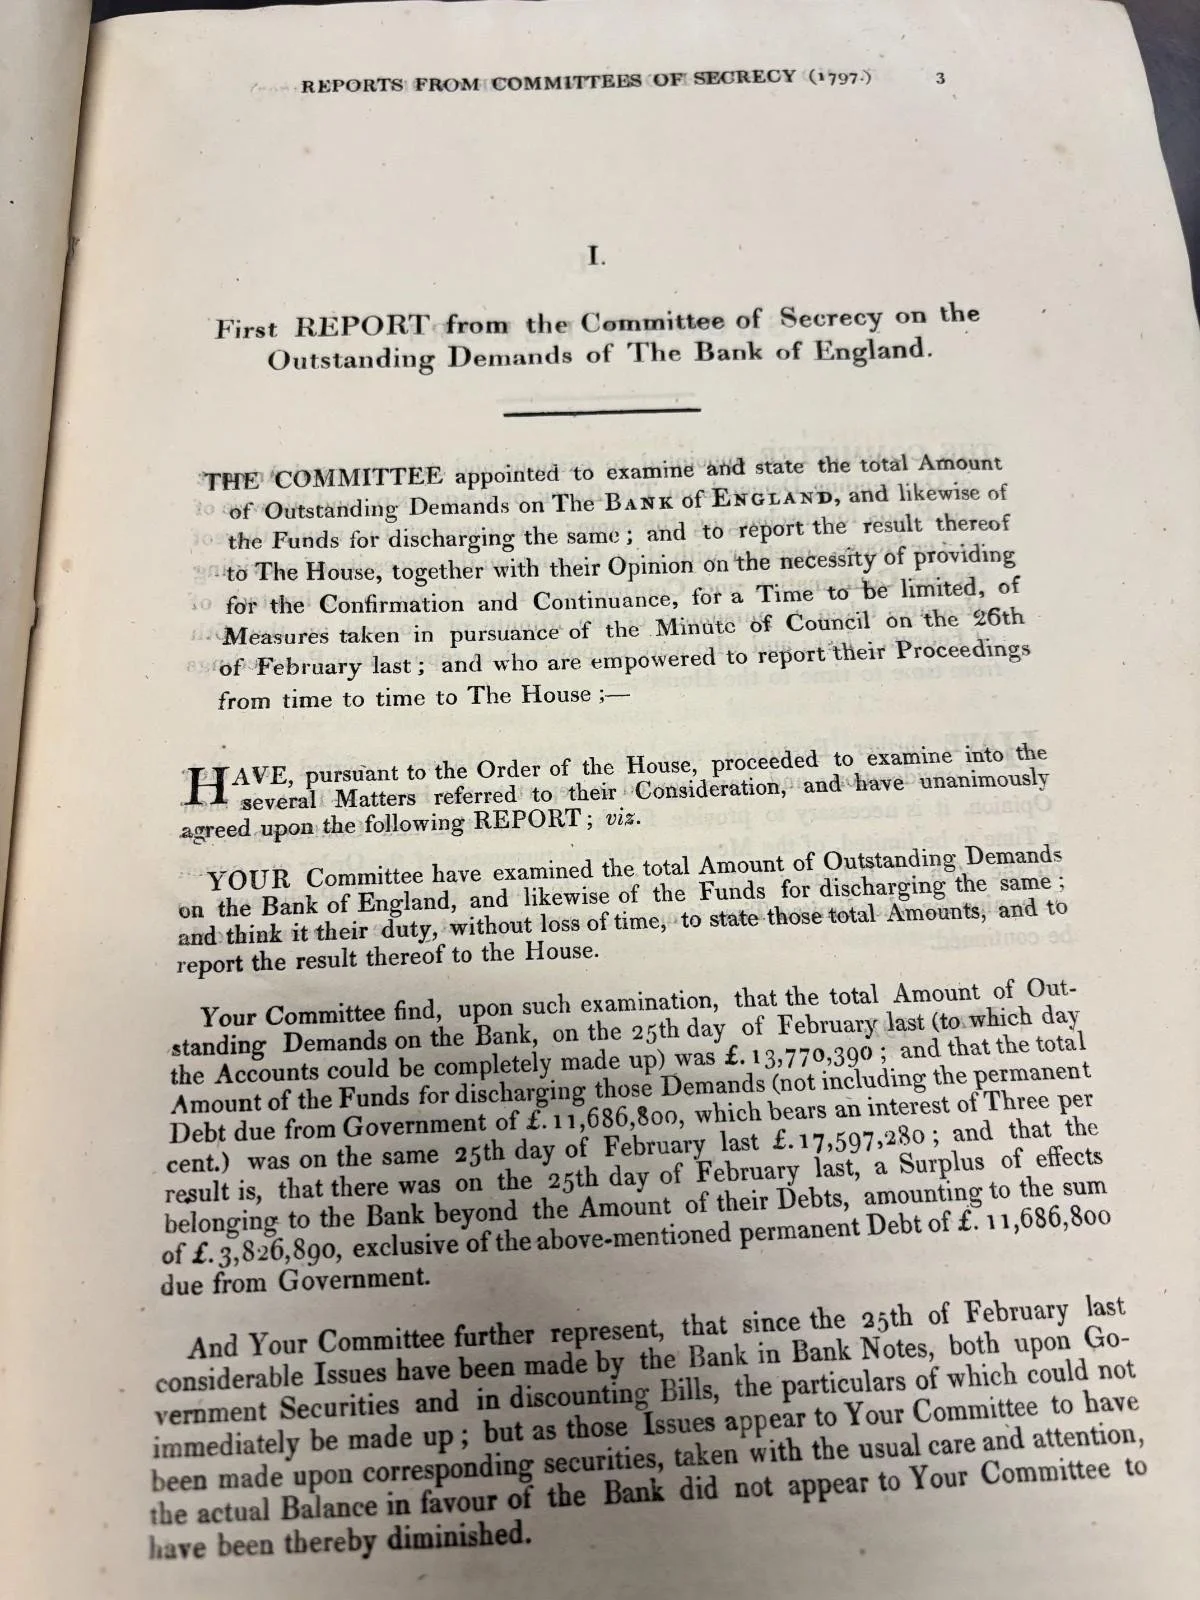 REPORTS FROM COMMITTEES OF SECRECY (1797.) 3
I.
First REPORT from the Committee of Secrecy on the
Outstanding Demands of The Bank of England.
THE COMMITTEE appointed to examine and state the total Amount
of Outstanding Demands on The BANK of ENGLAND, and likewise of
the Funds for discharging the same; and to report the result thereof
to The House, together with their Opinion on the necessity of providing
for the Confirmation and Continuance, for a Time to be limited, of
Measures taken in pursuance of the Minute of Council on the 26th
of February last; and who are empowered to report their Proceedings
from time to time to The House;—
HAVE, pursuant to the Order of the House, proceeded to examine into the
several Matters referred to their Consideration, and have unanimously
agreed upon the following REPORT; viz.
YOUR Committee have examined the total Amount of Outstanding Demands
on the Bank of England, and likewise of the Funds for discharging the same;
and think it their duty, without loss of time, to state those total Amounts, and to
report the result thereof to the House.
Your Committee find, upon such examination, that the total Amount of Out-
standing Demands on the Bank, on the 25th day of February last (to which day
the Accounts could be completely made up) was £. 13,770,390; and that the total
Amount of the Funds for discharging those Demands (not including the permanent
Debt due from Government of £. 11,686,800, which bears an interest of Three per
cent.) was on the same 25th day of February last £. 17,597,280; and that the
result is, that there was on the 25th day of February last, a Surplus of effects
belonging to the Bank beyond the Amount of their Debts, amounting to the sum
of £. 3,826,890, exclusive of the above-mentioned permanent Debt of £. 11,686,800
due from Government.
And Your Committee further represent, that since the 25th of February last
considerable Issues have been made by the Bank in Bank Notes, both upon Go-
vernment Securities and in discounting Bills, the particulars of which could not
immediately be made up; but as those Issues appear to Your Committee to have
been made upon corresponding securities, taken with the usual care and attention,
the actual Balance in favour of the Bank did not appear to Your Committee to
have been thereby diminished.